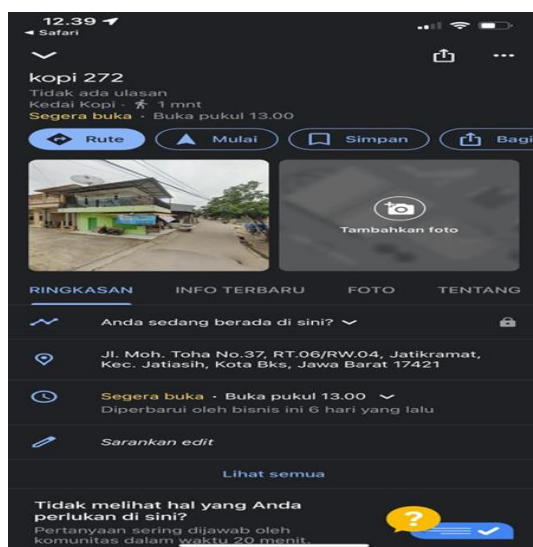 12.39
◄ Safari
kopi 272
Tidak ada ulasan
Kedai Kopi · 1 mnt
Segera buka · Buka pukul 13.00
Rute
Mulai
Simpan
Bagi
Tambahkan foto
RINGKASAN
INFO TERBARU
FOTO
TENTANG
Anda sedang berada di sini?
Jl. Moh. Toha No.37, RT.06/RW.04, Jatikramat,
Kec. Jatiasih, Kota Bks, Jawa Barat 17421
Segera buka · Buka pukul 13.00
Diperbarui oleh bisnis ini 6 hari yang lalu
Sarankan edit
Lihat semua
Tidak melihat hal yang Anda
perlukan di sini?
Pertanyaan sering dijawab oleh
komunitas dalam waktu 20 menit.
?